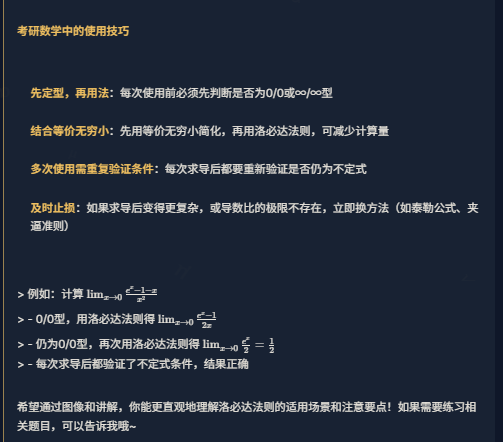 考研数学中的使用技巧
先定型，再用法：每次使用前必须先判断是否为0/0或∞/∞型
结合等价无穷小：先用等价无穷小简化，再用洛必达法则，可减少计算量
多次使用需重复验证条件：每次求导后都要重新验证是否仍为不定式
及时止损：如果求导后变得更复杂，或导数比的极限不存在，立即换方法（如泰勒公式、夹
逼准则）
> 例如：计算 lim_{x→0} \frac{e^x-1-x}{x^2}
> - 0/0型，用洛必达法则得 lim_{x→0} \frac{e^x-1}{2x}
> - 仍为0/0型，再次用洛必达法则得 lim_{x→0} \frac{e^x}{2} = \frac{1}{2}
> - 每次求导后都验证了不定式条件，结果正确
希望通过图像和讲解，你能更直观地理解洛必达法则的适用场景和注意要点！如果需要练习相
关题目，可以告诉我哦~